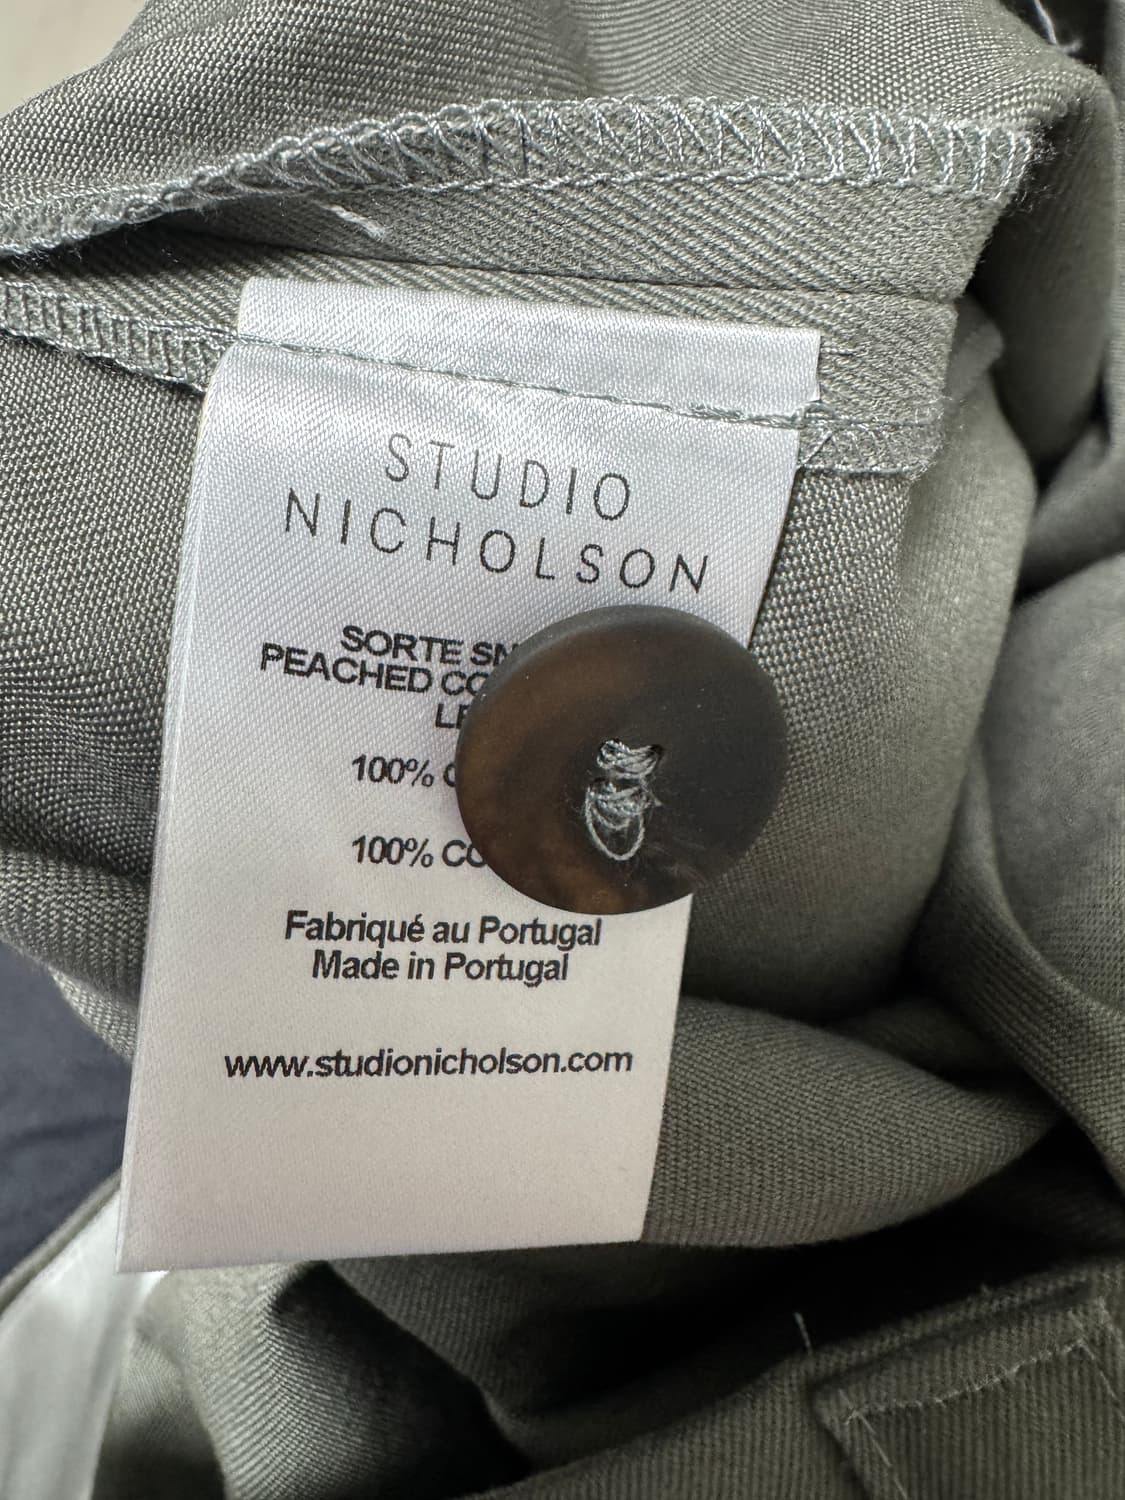 STUDIO
NICHOLSON
SORTE
PEACHED
100%
100%
Fabriqué au Portugal
Made in Portugal
www.studionicholson.com